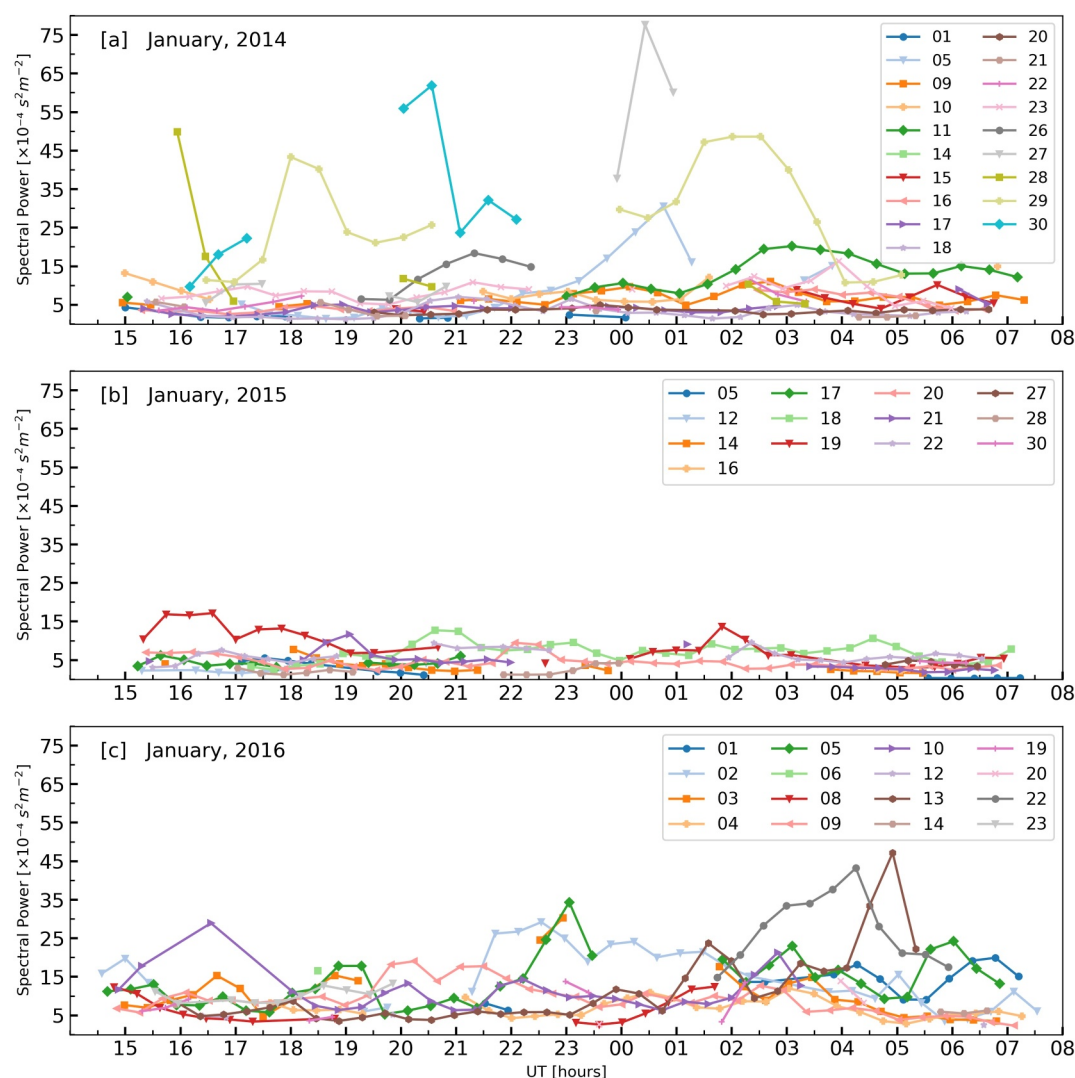 [a] January, 2014
Spectral Power [×10⁻⁴ s²m⁻²]
75
65
55
45
35
25
15
5
01 20
05 21
09 22
10 23
11 26
14 27
15 28
16 29
17 30
18
15 16 17 18 19 20 21 22 23 00 01 02 03 04 05 06 07 08
[b] January, 2015
Spectral Power [×10⁻⁴ s²m⁻²]
75
65
55
45
35
25
15
5
05 17 20 27
12 18 21 28
14 19 22 30
16
15 16 17 18 19 20 21 22 23 00 01 02 03 04 05 06 07 08
[c] January, 2016
Spectral Power [×10⁻⁴ s²m⁻²]
75
65
55
45
35
25
15
5
01 05 10 19
02 06 12 20
03 08 13 22
04 09 14 23
15 16 17 18 19 20 21 22 23 00 01 02 03 04 05 06 07 08
UT [hours]